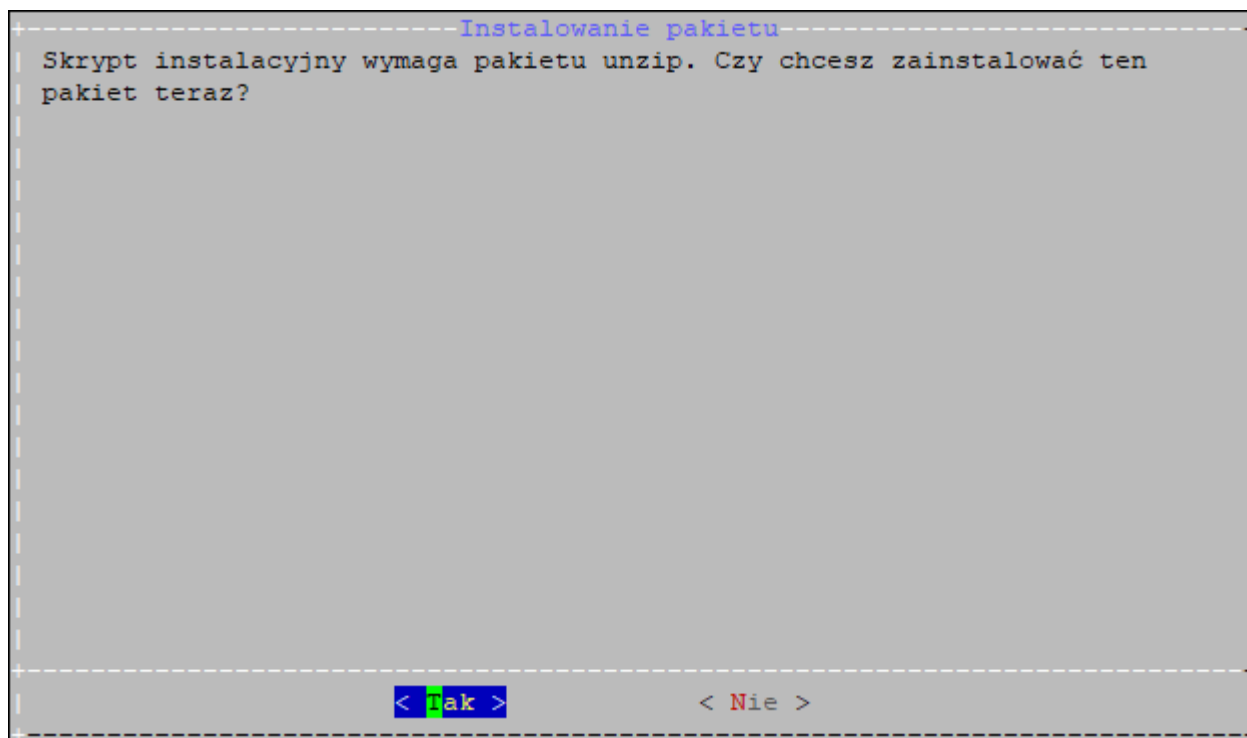 Instalowanie pakietu
Skrypt instalacyjny wymaga pakietu unzip. Czy chcesz zainstalować ten
pakiet teraz?
< Tak > < Nie >